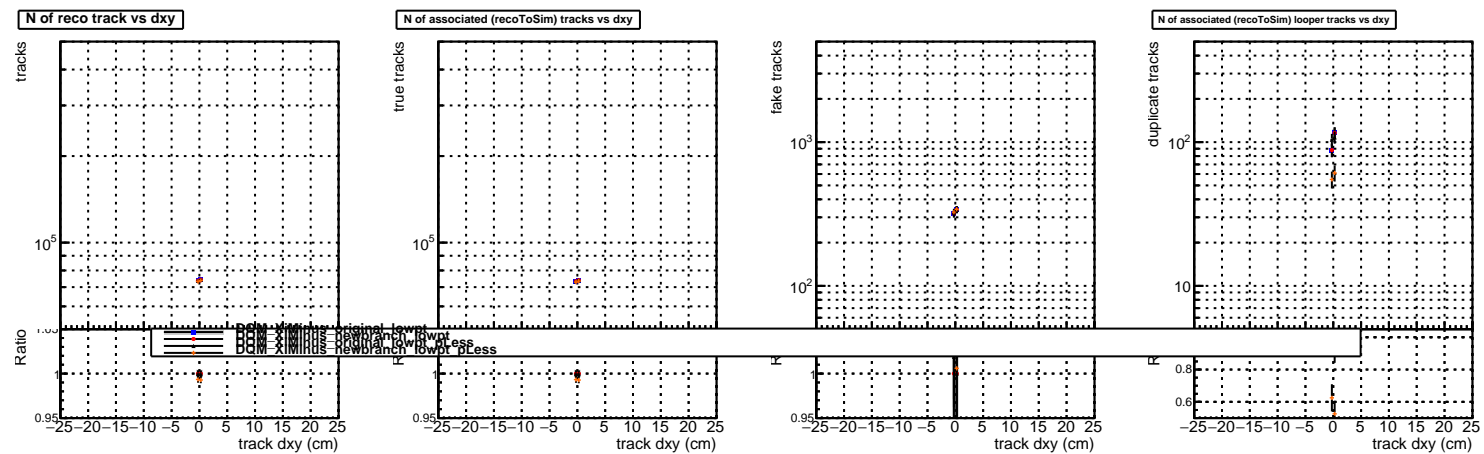 N of reco track vs dxy
N of associated (recoToSim) tracks vs dxy
N of associated (recoToSim) looper tracks vs dxy
tracks
10^5
true tracks
10^5
fake tracks
10^3
10^2
duplicate tracks
10^2
10
DQM_XiMinus_original_lowpt
DQM_XiMinus_newbranch_lowpt
DQM_XiMinus_original_lowpt_pLess
DQM_XiMinus_newbranch_lowpt_pLess
Ratio
1
0.95
1
0.95
1
0.95
0.8
0.6
−25 −20 −15 −10 −5 0 5 10 15 20 25
track dxy (cm)
−25 −20 −15 −10 −5 0 5 10 15 20 25
track dxy (cm)
−25 −20 −15 −10 −5 0 5 10 15 20 25
track dxy (cm)
−25 −20 −15 −10 −5 0 5 10 15 20 25
track dxy (cm)